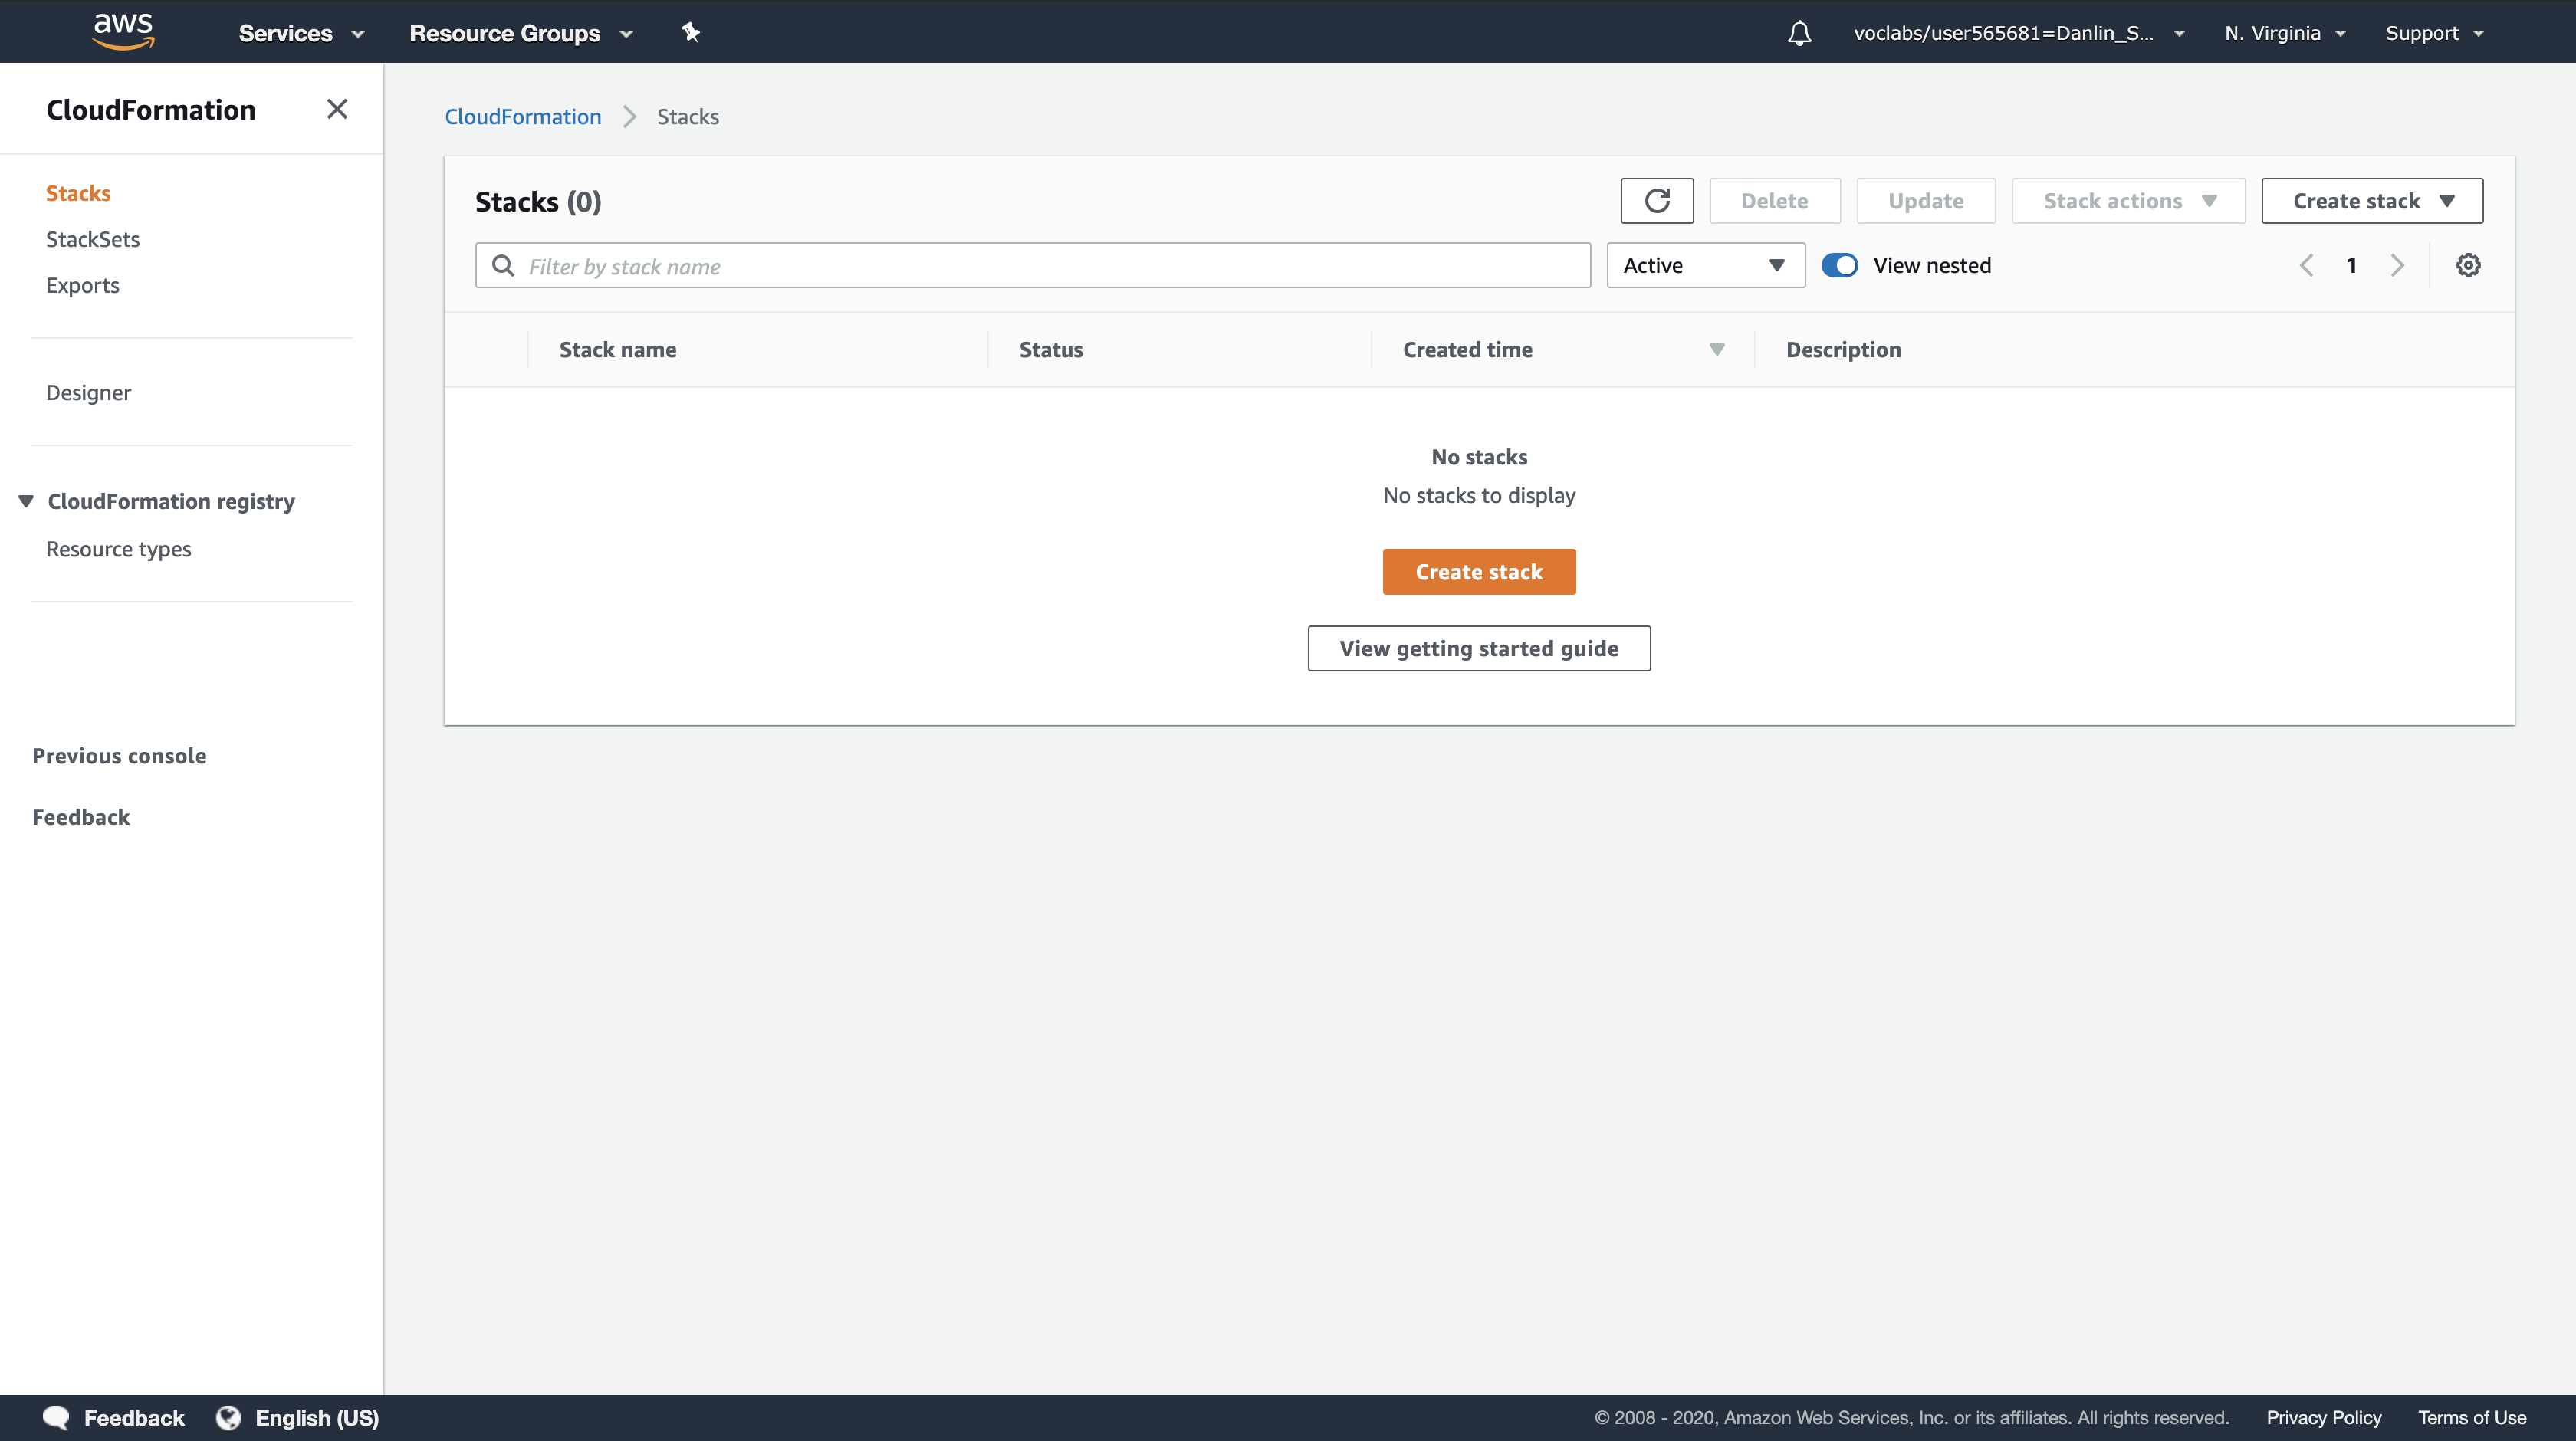 aws Services Resource Groups voclabs/user565681=Danlin_S... N. Virginia Support
CloudFormation
Stacks
StackSets
Exports
Designer
CloudFormation registry
Resource types
Previous console
Feedback
CloudFormation Stacks
Stacks (0) Delete Update Stack actions Create stack
Filter by stack name Active View nested 1
Stack name Status Created time Description
No stacks
No stacks to display
Create stack
View getting started guide
Feedback English (US) © 2008 - 2020, Amazon Web Services, Inc. or its affiliates. All rights reserved. Privacy Policy Terms of Use